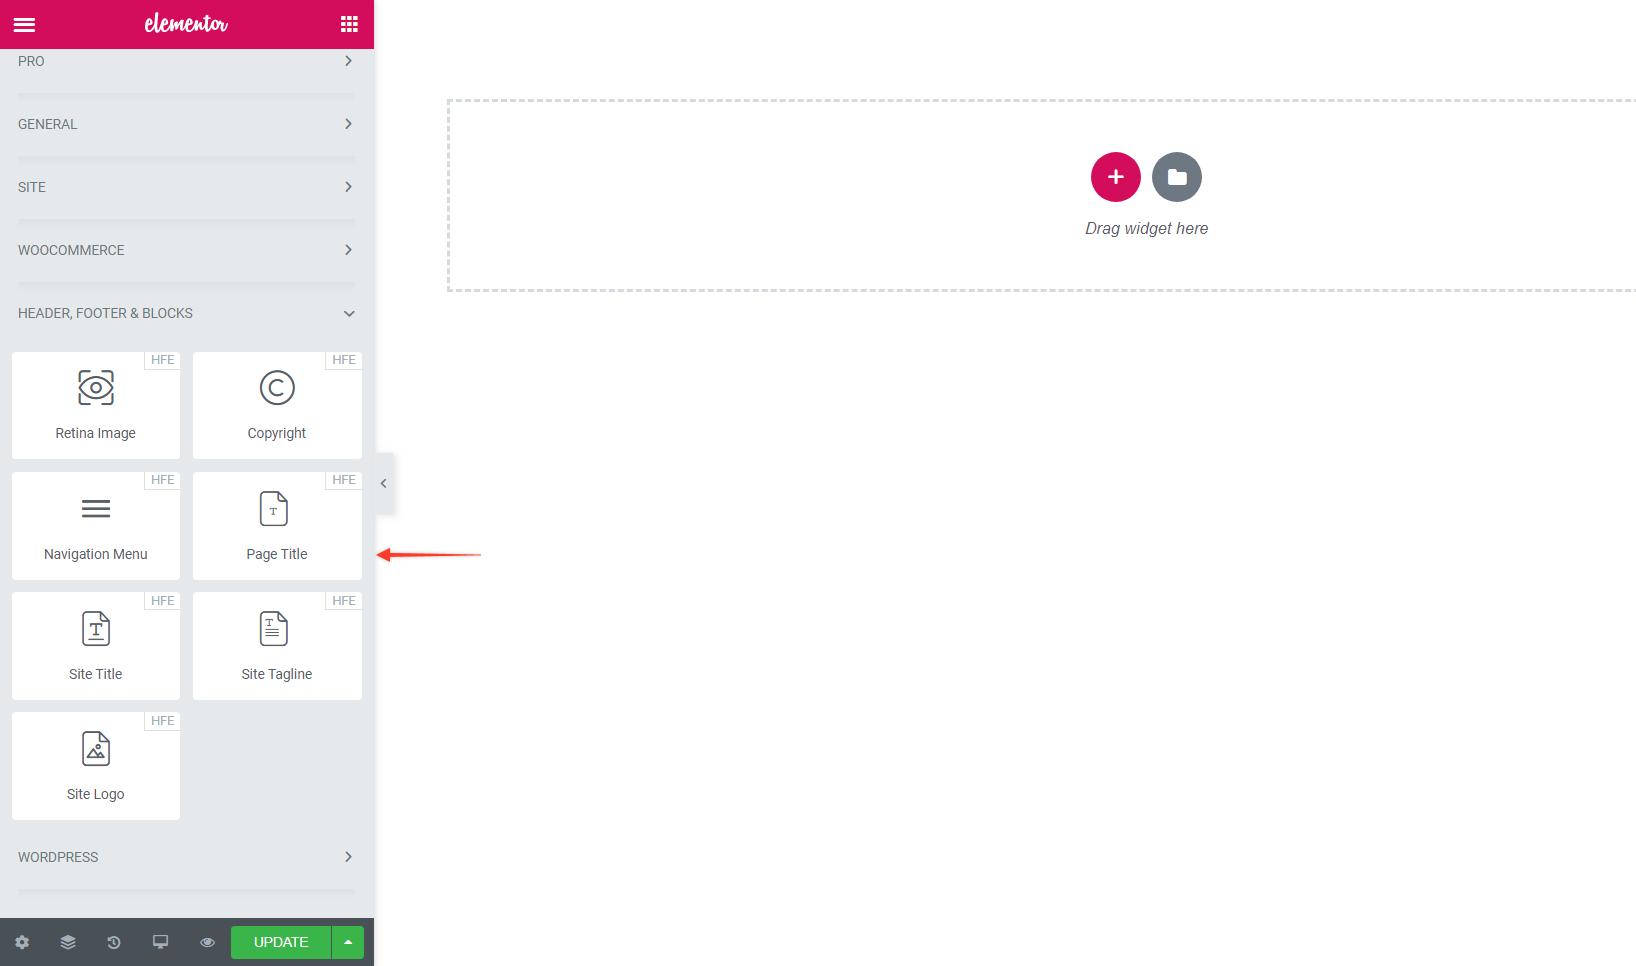 elementor
PRO
GENERAL
SITE
WOOCOMMERCE
HEADER, FOOTER & BLOCKS
HFE
Retina Image
HFE
Copyright
HFE
Navigation Menu
HFE
Page Title
HFE
Site Title
HFE
Site Tagline
HFE
Site Logo
WORDPRESS
UPDATE
Drag widget here